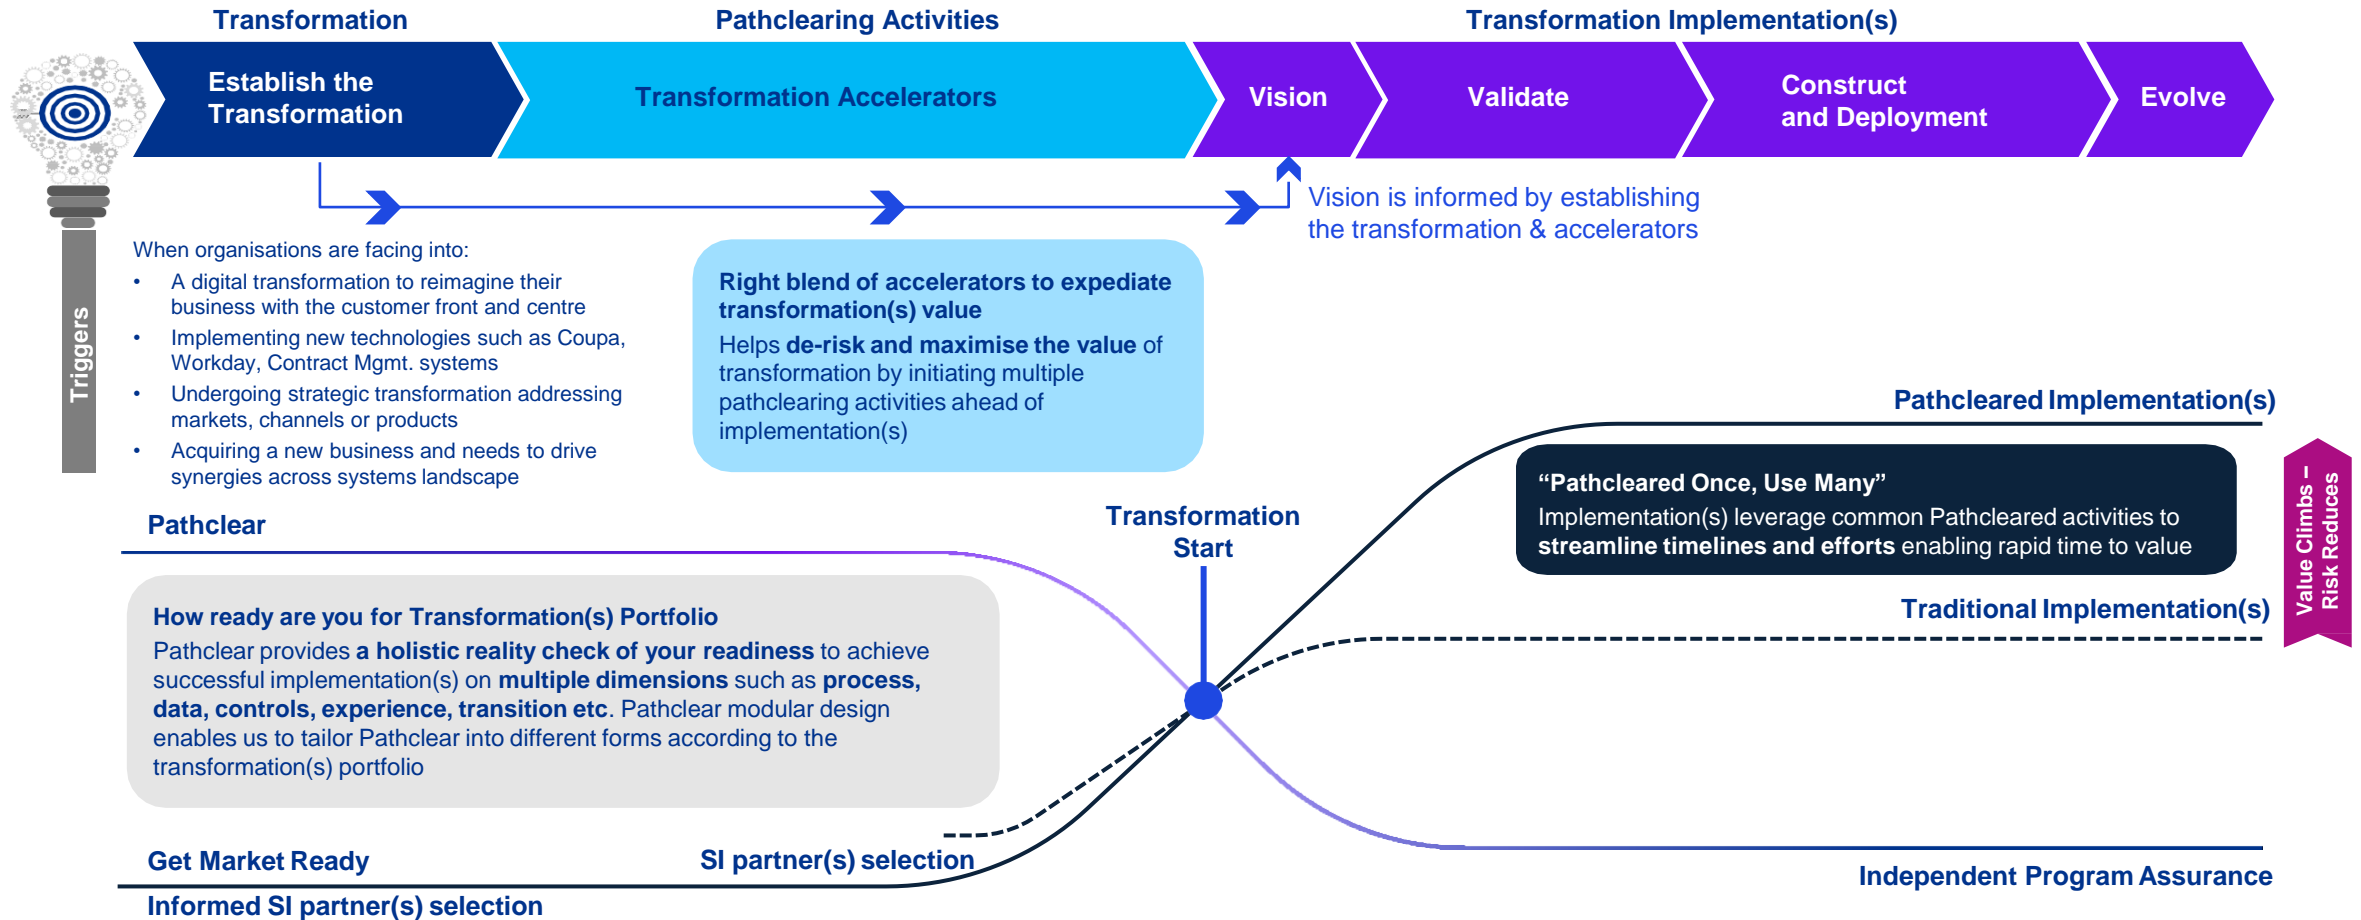 Transformation
Pathclearing Activities
Transformation Implementation(s)
Establish the
Transformation
Transformation Accelerators
Vision
Validate
Construct
and Deployment
Evolve
Vision is informed by establishing
the transformation & accelerators
Triggers
When organisations are facing into:
• A digital transformation to reimagine their
business with the customer front and centre
• Implementing new technologies such as Coupa,
Workday, Contract Mgmt. systems
• Undergoing strategic transformation addressing
markets, channels or products
• Acquiring a new business and needs to drive
synergies across systems landscape
Right blend of accelerators to expediate
transformation(s) value
Helps de-risk and maximise the value of
transformation by initiating multiple
pathclearing activities ahead of
implementation(s)
Pathcleared Implementation(s)
“Pathcleared Once, Use Many”
Implementation(s) leverage common Pathcleared activities to
streamline timelines and efforts enabling rapid time to value
Value Climbs –
Risk Reduces
Pathclear
Transformation
Start
Traditional Implementation(s)
How ready are you for Transformation(s) Portfolio
Pathclear provides a holistic reality check of your readiness to achieve
successful implementation(s) on multiple dimensions such as process,
data, controls, experience, transition etc. Pathclear modular design
enables us to tailor Pathclear into different forms according to the
transformation(s) portfolio
Get Market Ready
SI partner(s) selection
Informed SI partner(s) selection
Independent Program Assurance